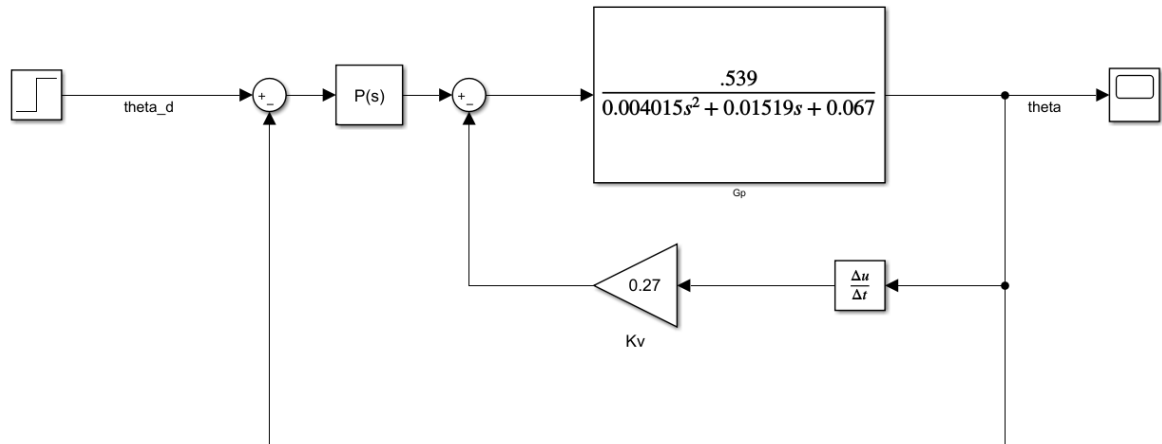 theta_d
+
−
P(s)
+
−
.539
0.004015s² + 0.01519s + 0.067
Gp
theta
0.27
Kv
Δu
Δt